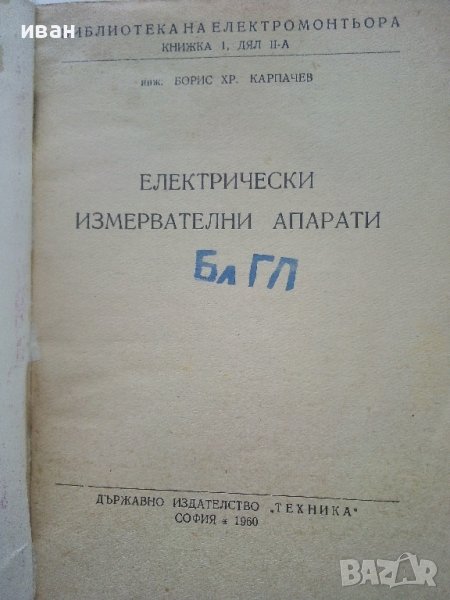 иван
БИБЛИОТЕКА НА ЕЛЕКТРОМОНТЬОРА
КНИЖКА I, ДЯЛ II-А
инж. БОРИС ХР. КАРПАЧЕВ
ЕЛЕКТРИЧЕСКИ
ИЗМЕРВАТЕЛНИ АПАРАТИ
Бл ГЛ
ДЪРЖАВНО ИЗДАТЕЛСТВО „ТЕХНИКА“
СОФИЯ * 1960
BAZAR